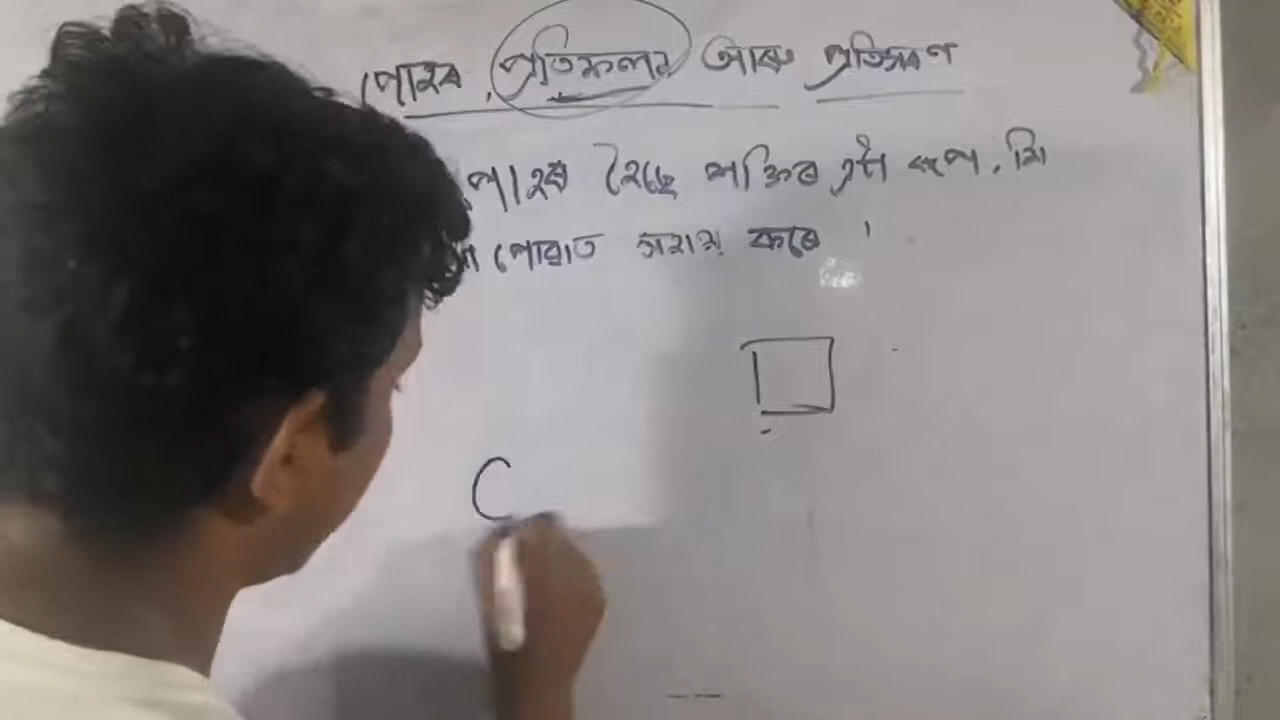 পোহৰ প্ৰতিফলন আৰু প্ৰতিসৰণ
পোহৰ হৈছে শক্তিৰ এটা ৰূপ, যি
পোৱাত সহায় কৰে ।
C